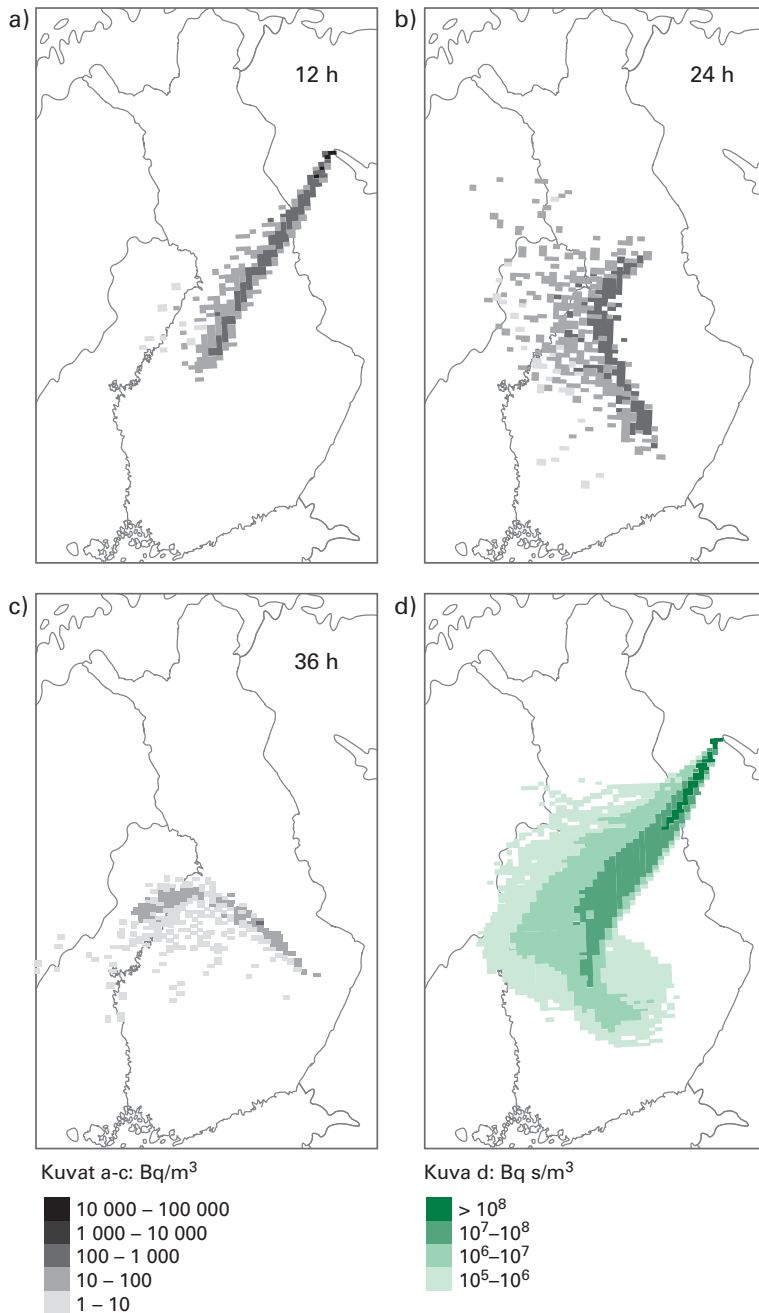 a)
12 h
b)
24 h
c)
36 h
d)
Kuvat a-c: Bq/m³
10 000 – 100 000
1 000 – 10 000
100 – 1 000
10 – 100
1 – 10
Kuva d: Bq s/m³
> 10⁸
10⁷–10⁸
10⁶–10⁷
10⁵–10⁶